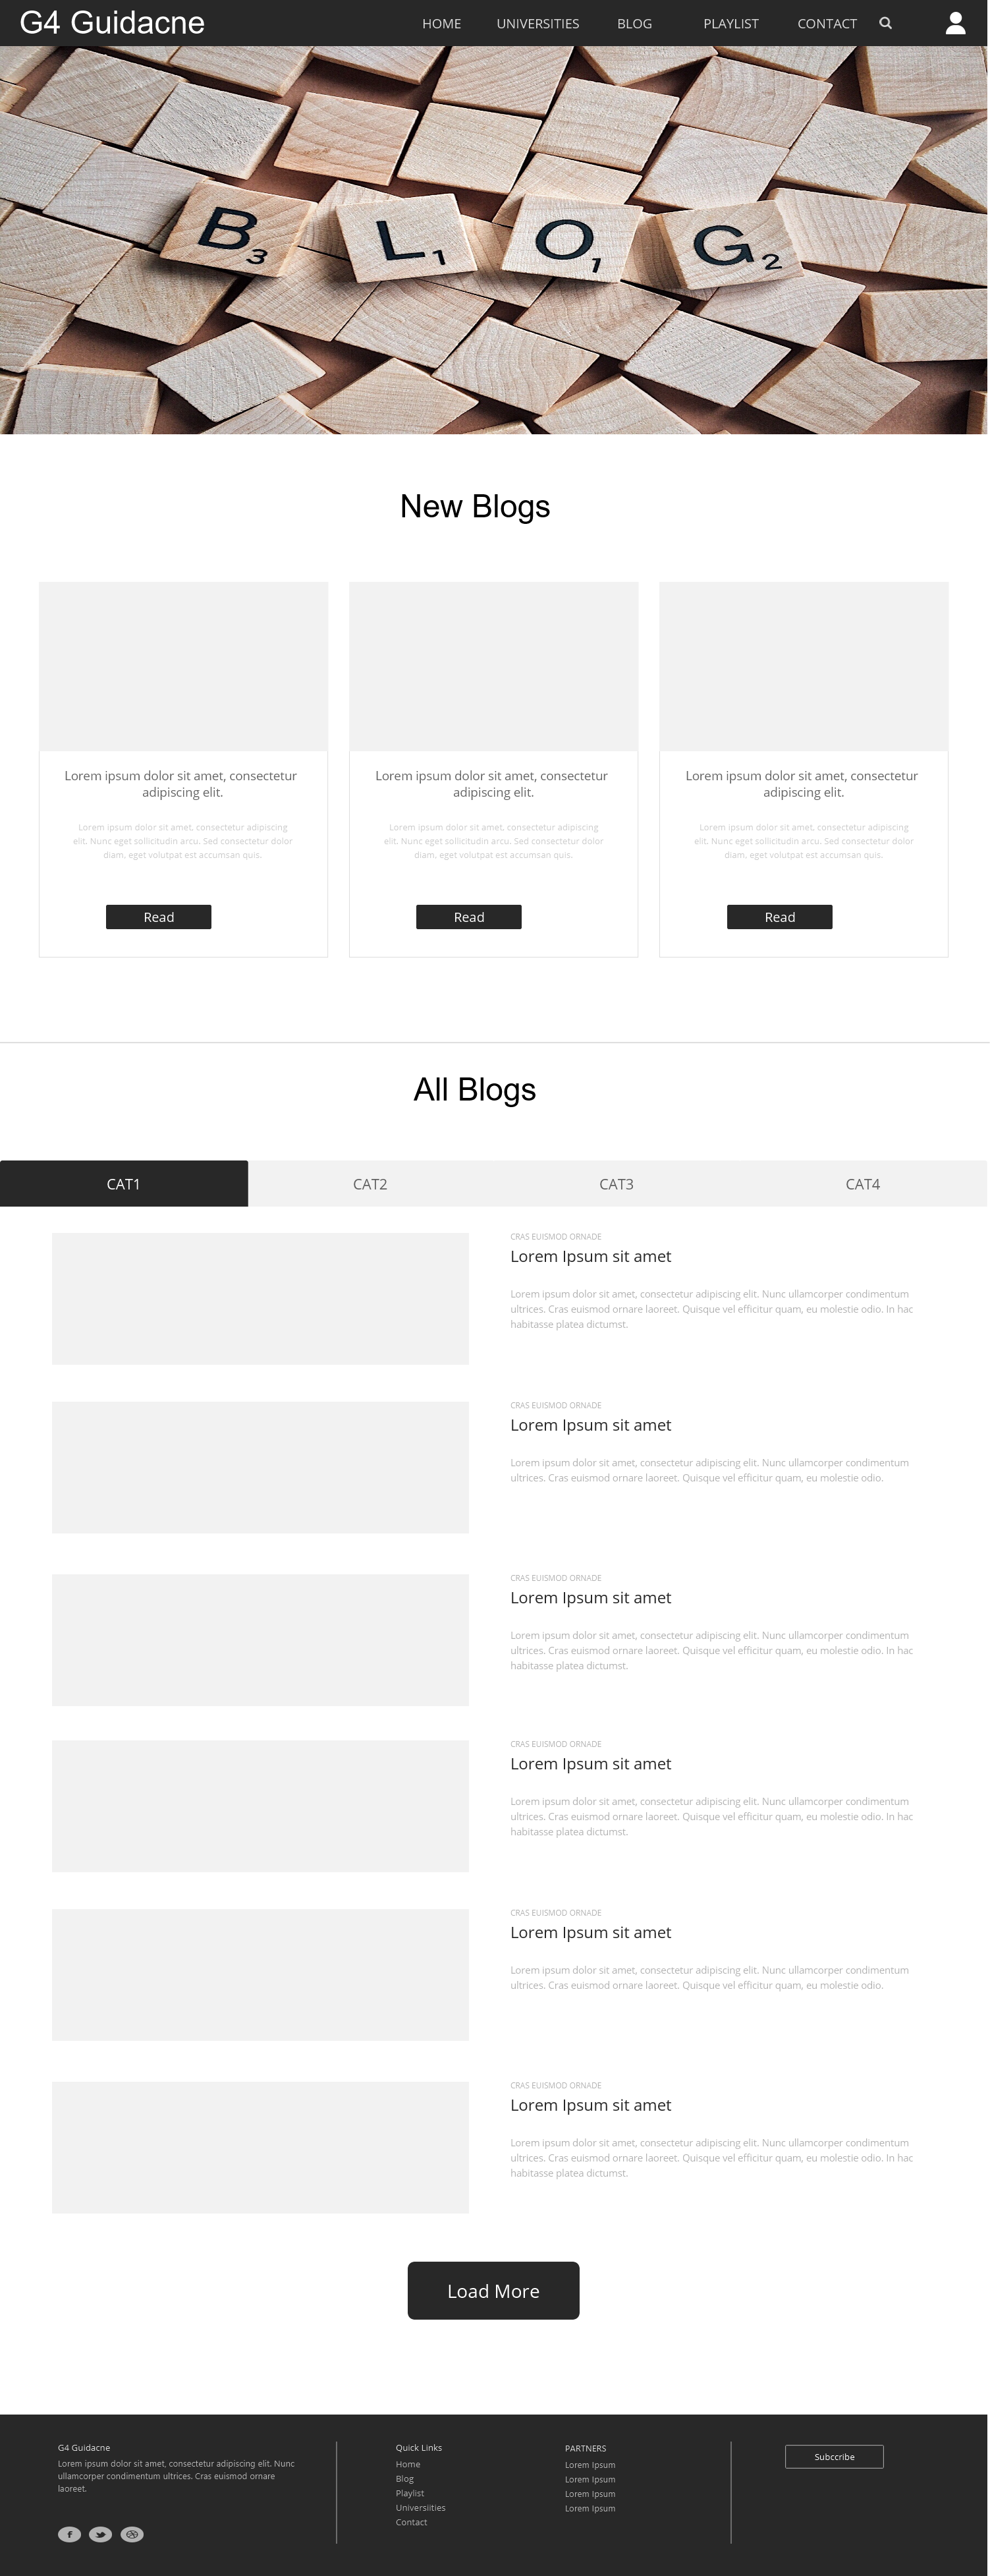 G4 Guidacne
HOME UNIVERSITIES BLOG PLAYLIST CONTACT
B3 L1 O1 G2
New Blogs
Lorem ipsum dolor sit amet, consectetur
adipiscing elit.
Lorem ipsum dolor sit amet, consectetur adipiscing
elit. Nunc eget sollicitudin arcu. Sed consectetur dolor
diam, eget volutpat est accumsan quis.
Read
Lorem ipsum dolor sit amet, consectetur
adipiscing elit.
Lorem ipsum dolor sit amet, consectetur adipiscing
elit. Nunc eget sollicitudin arcu. Sed consectetur dolor
diam, eget volutpat est accumsan quis.
Read
Lorem ipsum dolor sit amet, consectetur
adipiscing elit.
Lorem ipsum dolor sit amet, consectetur adipiscing
elit. Nunc eget sollicitudin arcu. Sed consectetur dolor
diam, eget volutpat est accumsan quis.
Read
All Blogs
CAT1 CAT2 CAT3 CAT4
CRAS EUISMOD ORNADE
Lorem Ipsum sit amet
Lorem ipsum dolor sit amet, consectetur adipiscing elit. Nunc ullamcorper condimentum
ultrices. Cras euismod ornare laoreet. Quisque vel efficitur quam, eu molestie odio. In hac
habitasse platea dictumst.
CRAS EUISMOD ORNADE
Lorem Ipsum sit amet
Lorem ipsum dolor sit amet, consectetur adipiscing elit. Nunc ullamcorper condimentum
ultrices. Cras euismod ornare laoreet. Quisque vel efficitur quam, eu molestie odio.
CRAS EUISMOD ORNADE
Lorem Ipsum sit amet
Lorem ipsum dolor sit amet, consectetur adipiscing elit. Nunc ullamcorper condimentum
ultrices. Cras euismod ornare laoreet. Quisque vel efficitur quam, eu molestie odio. In hac
habitasse platea dictumst.
CRAS EUISMOD ORNADE
Lorem Ipsum sit amet
Lorem ipsum dolor sit amet, consectetur adipiscing elit. Nunc ullamcorper condimentum
ultrices. Cras euismod ornare laoreet. Quisque vel efficitur quam, eu molestie odio. In hac
habitasse platea dictumst.
CRAS EUISMOD ORNADE
Lorem Ipsum sit amet
Lorem ipsum dolor sit amet, consectetur adipiscing elit. Nunc ullamcorper condimentum
ultrices. Cras euismod ornare laoreet. Quisque vel efficitur quam, eu molestie odio.
CRAS EUISMOD ORNADE
Lorem Ipsum sit amet
Lorem ipsum dolor sit amet, consectetur adipiscing elit. Nunc ullamcorper condimentum
ultrices. Cras euismod ornare laoreet. Quisque vel efficitur quam, eu molestie odio. In hac
habitasse platea dictumst.
Load More
G4 Guidacne
Lorem ipsum dolor sit amet, consectetur adipiscing elit. Nunc
ullamcorper condimentum ultrices. Cras euismod ornare
laoreet.
Quick Links
Home
Blog
Playlist
Universiities
Contact
PARTNERS
Lorem Ipsum
Lorem Ipsum
Lorem Ipsum
Lorem Ipsum
Subccribe